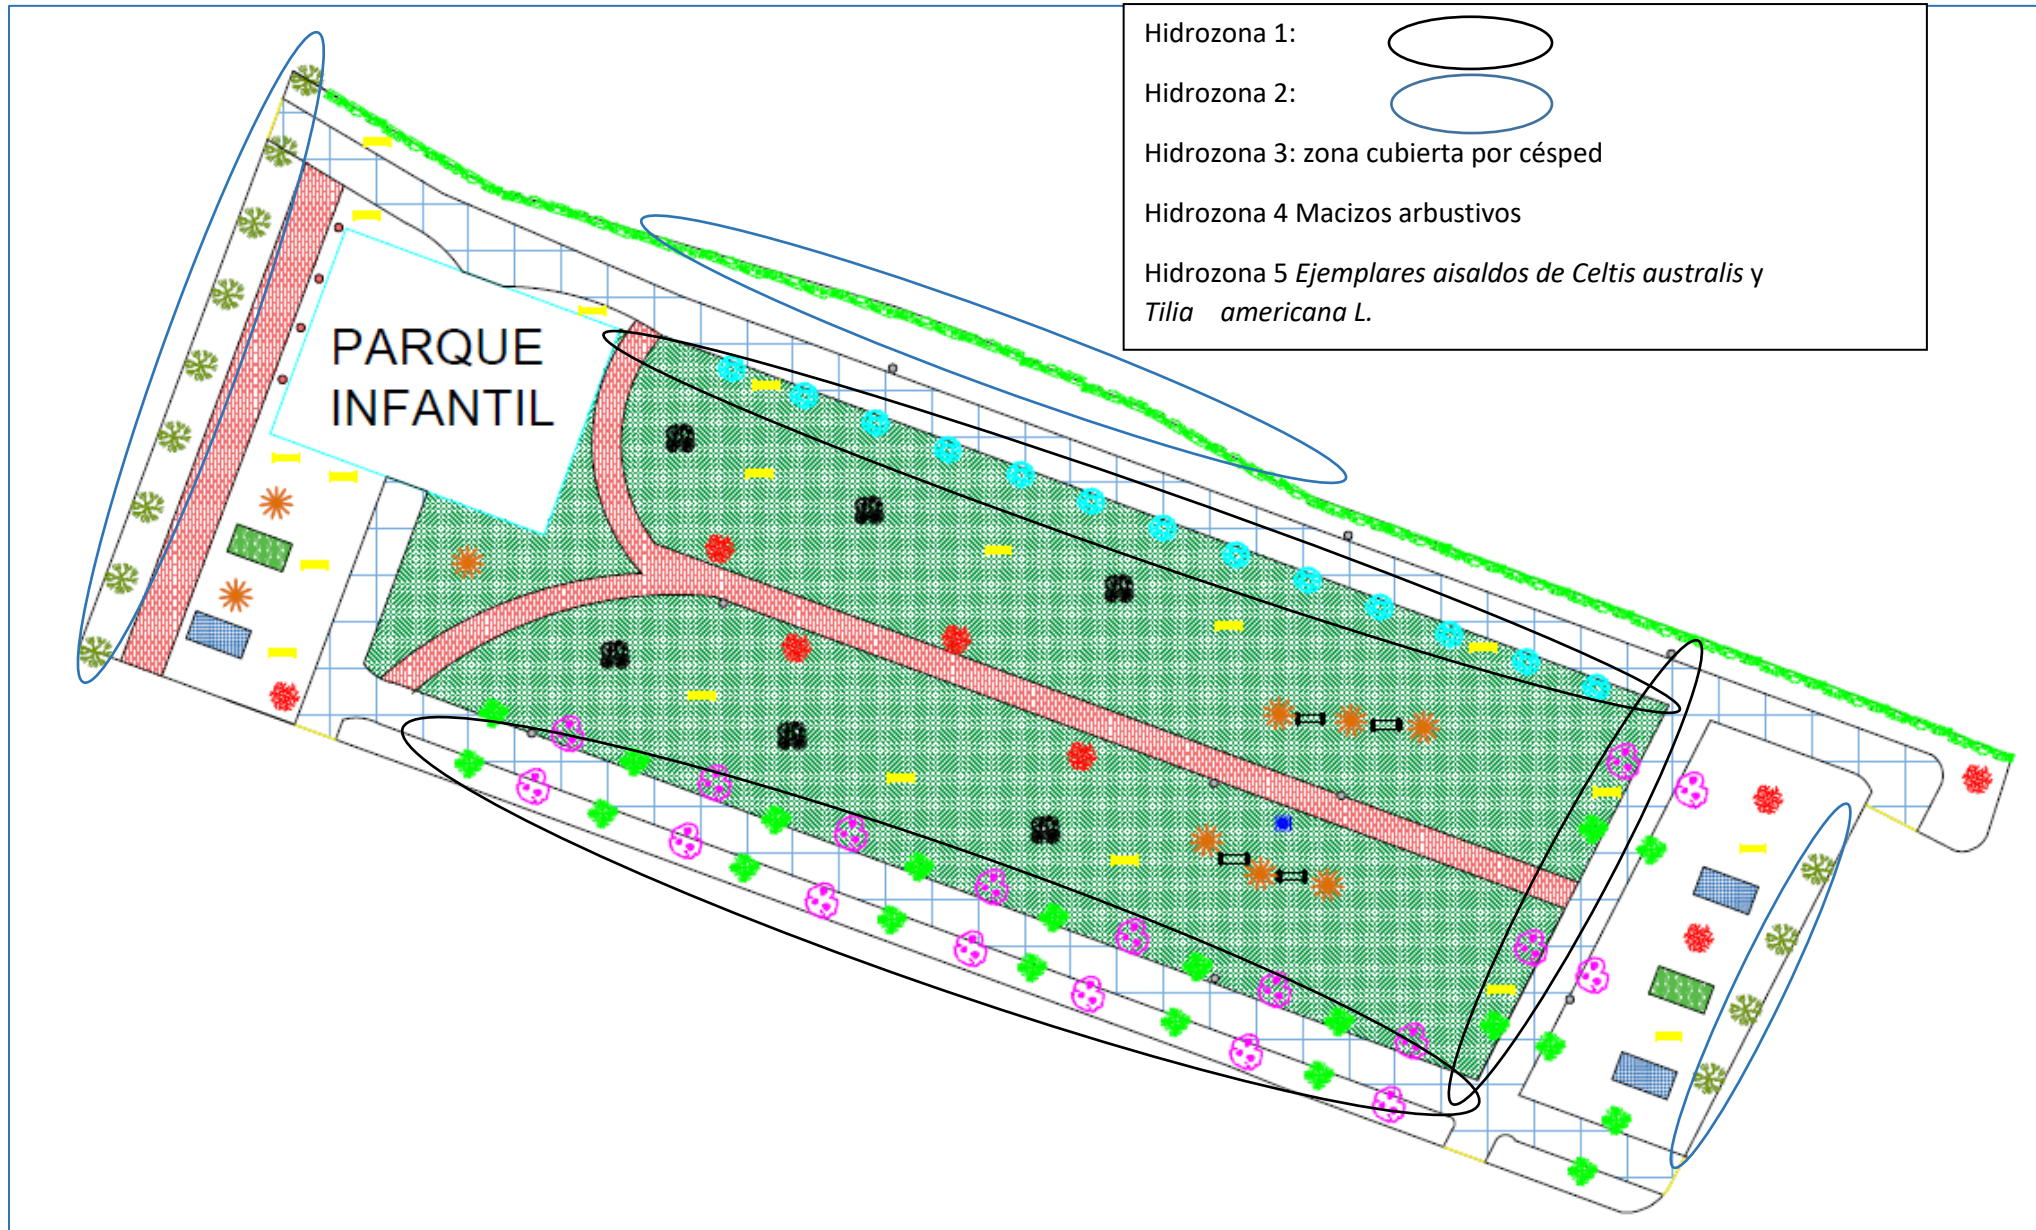 Hidrozona 1:
Hidrozona 2:
Hidrozona 3: zona cubierta por césped
Hidrozona 4 Macizos arbustivos
Hidrozona 5 Ejemplares aisaldos de Celtis australis y
Tilia americana L.
PARQUE
INFANTIL